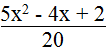 5x² - 4x + 2
20